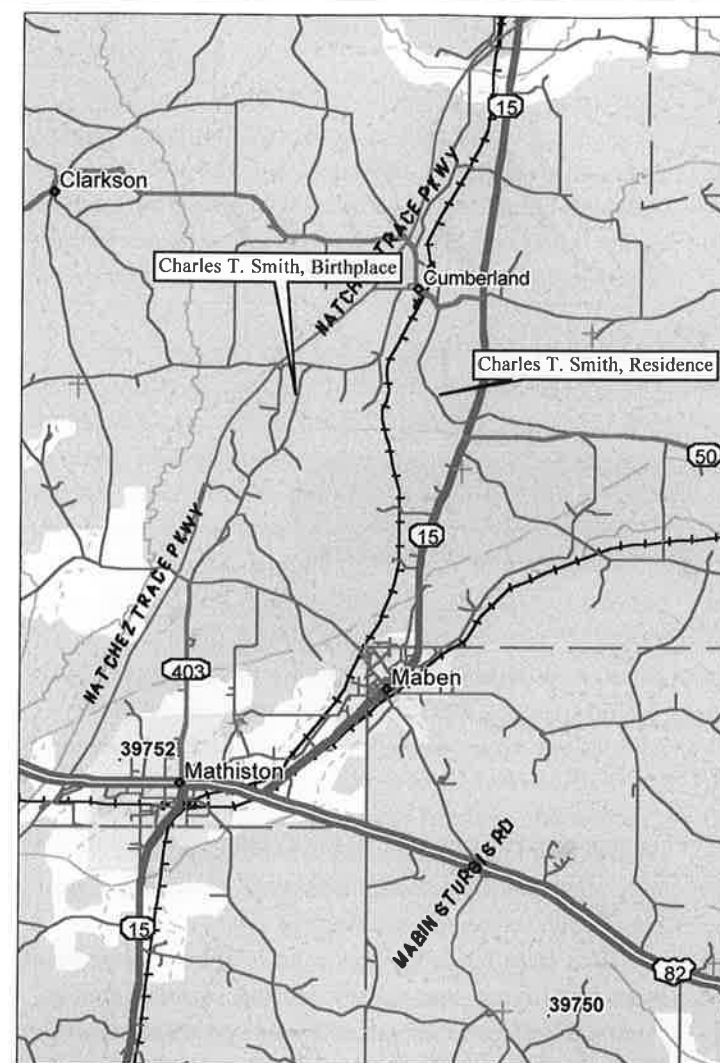 15
Clarkson
NATCHEZ TRACE PKWY
Charles T. Smith, Birthplace
Cumberland
Charles T. Smith, Residence
50
15
NATCHEZ TRACE PKWY
403
Maben
39752
Mathiston
MABIN STURGIS RD
15
82
39750